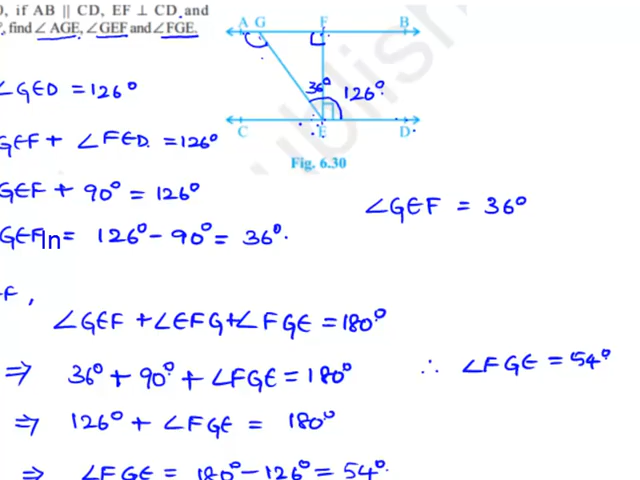 , if AB || CD, EF ⊥ CD and
, find ∠ AGE, ∠GEF and ∠FGE.
A G F B
36° 126°
C E D
Fig. 6.30
∠GED = 126°
GEF + ∠FED = 126°
GEF + 90° = 126°
GEF = 126° - 90° = 36°.
In
∠GEF = 36°
F,
∠GEF + ∠EFG + ∠FGE = 180°
⇒ 36° + 90° + ∠FGE = 180°
∴ ∠FGE = 54°
⇒ 126° + ∠FGE = 180°
⇒ ∠FGE = 180° - 126° = 54°.